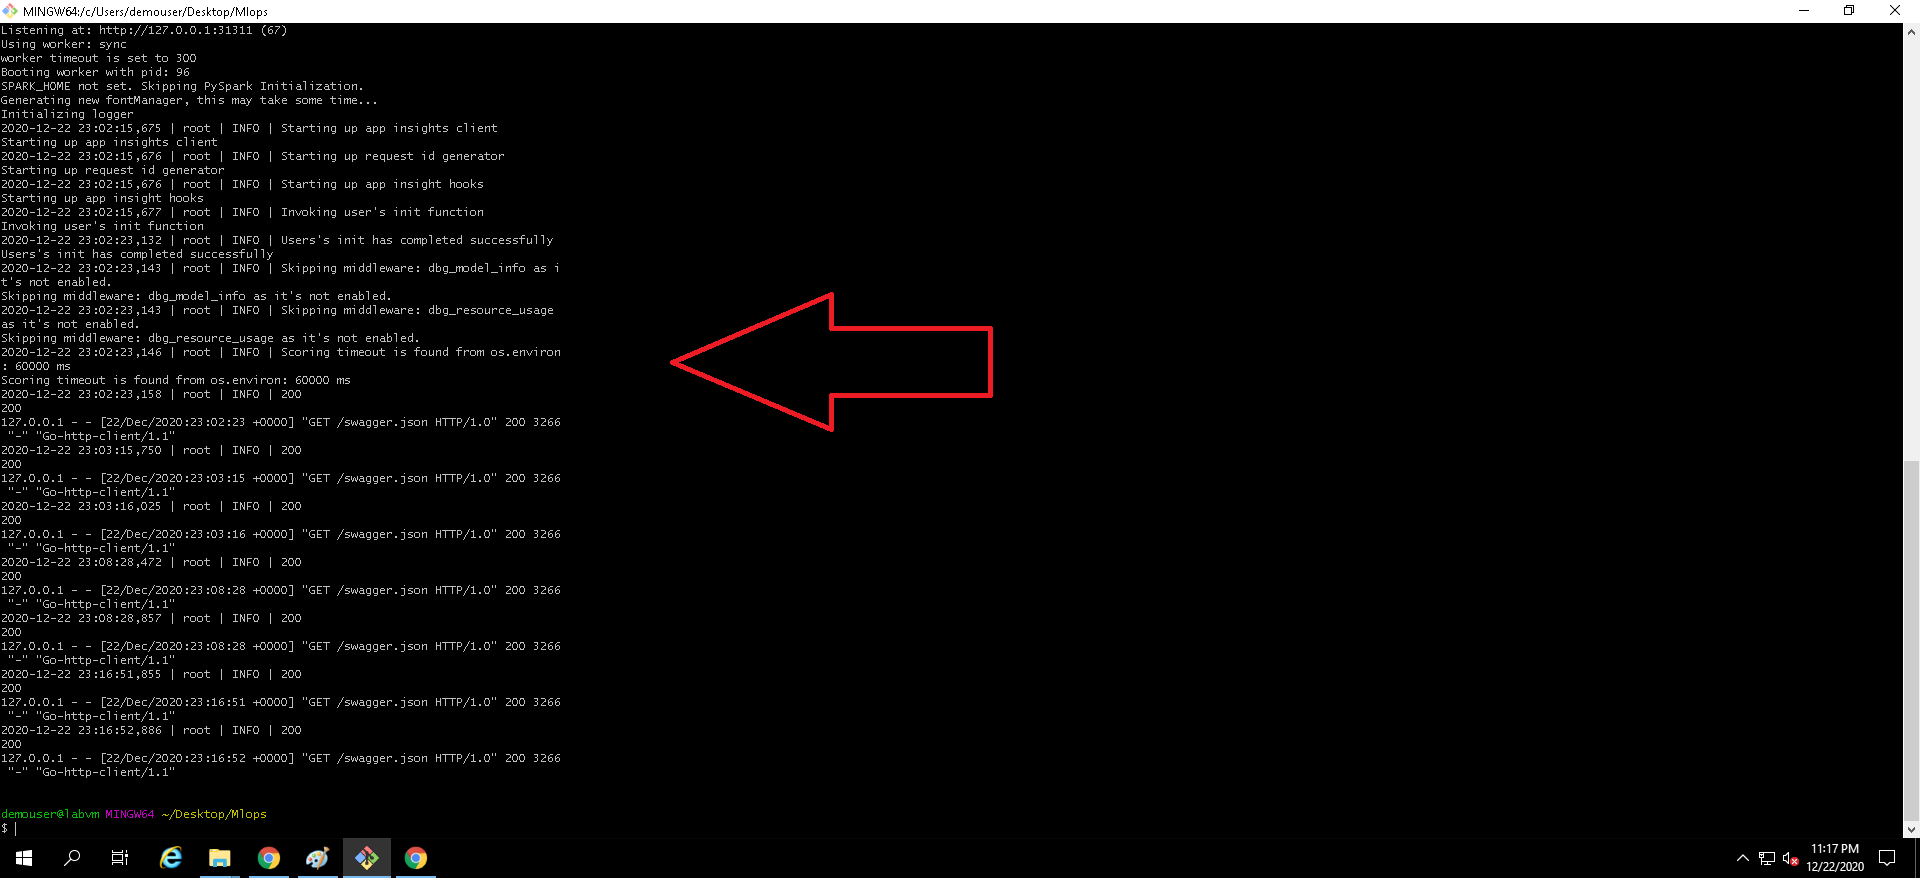 MINGW64:/c/Users/demouser/Desktop/Mlops
Listening at: http://127.0.0.1:31311 (67)
Using worker: sync
worker timeout is set to 300
Booting worker with pid: 96
SPARK_HOME not set. Skipping PySpark Initialization.
Generating new fontManager, this may take some time...
Initializing logger
2020-12-22 23:02:15,675 | root | INFO | Starting up app insights client
Starting up app insights client
2020-12-22 23:02:15,676 | root | INFO | Starting up request id generator
Starting up request id generator
2020-12-22 23:02:15,676 | root | INFO | Starting up app insight hooks
Starting up app insight hooks
2020-12-22 23:02:15,677 | root | INFO | Invoking user's init function
Invoking user's init function
2020-12-22 23:02:23,132 | root | INFO | Users's init has completed successfully
Users's init has completed successfully
2020-12-22 23:02:23,143 | root | INFO | Skipping middleware: dbg_model_info as i
t's not enabled.
Skipping middleware: dbg_model_info as it's not enabled.
2020-12-22 23:02:23,143 | root | INFO | Skipping middleware: dbg_resource_usage
as it's not enabled.
Skipping middleware: dbg_resource_usage as it's not enabled.
2020-12-22 23:02:23,146 | root | INFO | Scoring timeout is found from os.environ
: 60000 ms
Scoring timeout is found from os.environ: 60000 ms
2020-12-22 23:02:23,158 | root | INFO | 200
200
127.0.0.1 - - [22/Dec/2020:23:02:23 +0000] "GET /swagger.json HTTP/1.0" 200 3266
"-" "Go-http-client/1.1"
2020-12-22 23:03:15,750 | root | INFO | 200
200
127.0.0.1 - - [22/Dec/2020:23:03:15 +0000] "GET /swagger.json HTTP/1.0" 200 3266
"-" "Go-http-client/1.1"
2020-12-22 23:03:16,025 | root | INFO | 200
200
127.0.0.1 - - [22/Dec/2020:23:03:16 +0000] "GET /swagger.json HTTP/1.0" 200 3266
"-" "Go-http-client/1.1"
2020-12-22 23:08:28,472 | root | INFO | 200
200
127.0.0.1 - - [22/Dec/2020:23:08:28 +0000] "GET /swagger.json HTTP/1.0" 200 3266
"-" "Go-http-client/1.1"
2020-12-22 23:08:28,857 | root | INFO | 200
200
127.0.0.1 - - [22/Dec/2020:23:08:28 +0000] "GET /swagger.json HTTP/1.0" 200 3266
"-" "Go-http-client/1.1"
2020-12-22 23:16:51,855 | root | INFO | 200
200
127.0.0.1 - - [22/Dec/2020:23:16:51 +0000] "GET /swagger.json HTTP/1.0" 200 3266
"-" "Go-http-client/1.1"
2020-12-22 23:16:52,886 | root | INFO | 200
200
127.0.0.1 - - [22/Dec/2020:23:16:52 +0000] "GET /swagger.json HTTP/1.0" 200 3266
"-" "Go-http-client/1.1"
demouser@labvm MINGW64 ~/Desktop/Mlops
$
11:17 PM
12/22/2020